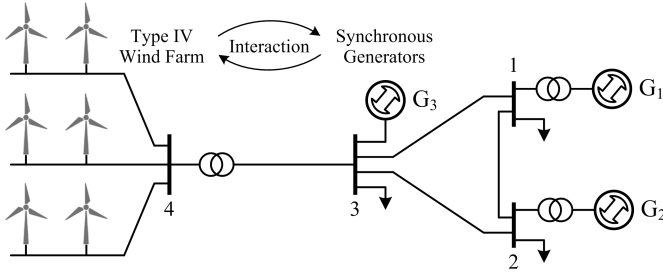 Type IV
Wind Farm
Interaction
Synchronous
Generators
G₃
1
G₁
4
3
G₂
2